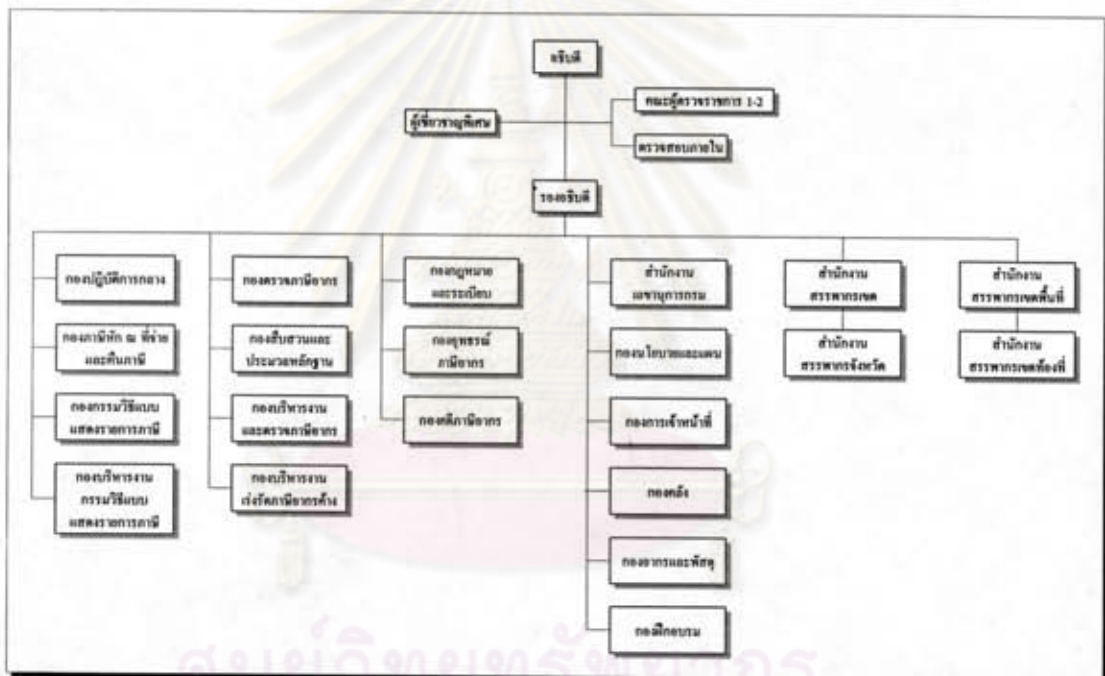 อธิบดี
คณะผู้ตรวจราชการ 1-2
ผู้เชี่ยวชาญพิเศษ
ตรวจสอบภายใน
รองอธิบดี
กองปฏิบัติการกลาง
กองภาษีหัก ณ ที่จ่าย
และคืนภาษี
กองกรรมวิธีแบบ
แสดงรายการภาษี
กองบริหารงาน
กรรมวิธีแบบ
แสดงรายการภาษี
กองตรวจภาษีอากร
กองสืบสวนและ
ประมวลหลักฐาน
กองบริหารงาน
และตรวจภาษีอากร
กองบริหารงาน
เร่งรัดภาษีอากรค้าง
กองกฎหมาย
และระเบียบ
กองอุทธรณ์
ภาษีอากร
กองคดีภาษีอากร
สำนักงาน
เลขานุการกรม
กองนโยบายและแผน
กองการเจ้าหน้าที่
กองคลัง
กองอากรและพัสดุ
กองฝึกอบรม
สำนักงาน
สรรพากรเขต
สำนักงาน
สรรพากรจังหวัด
สำนักงาน
สรรพากรเขตพื้นที่
สำนักงาน
สรรพากรเขตท้องที่
ศูนย์วิทยทรัพยากร